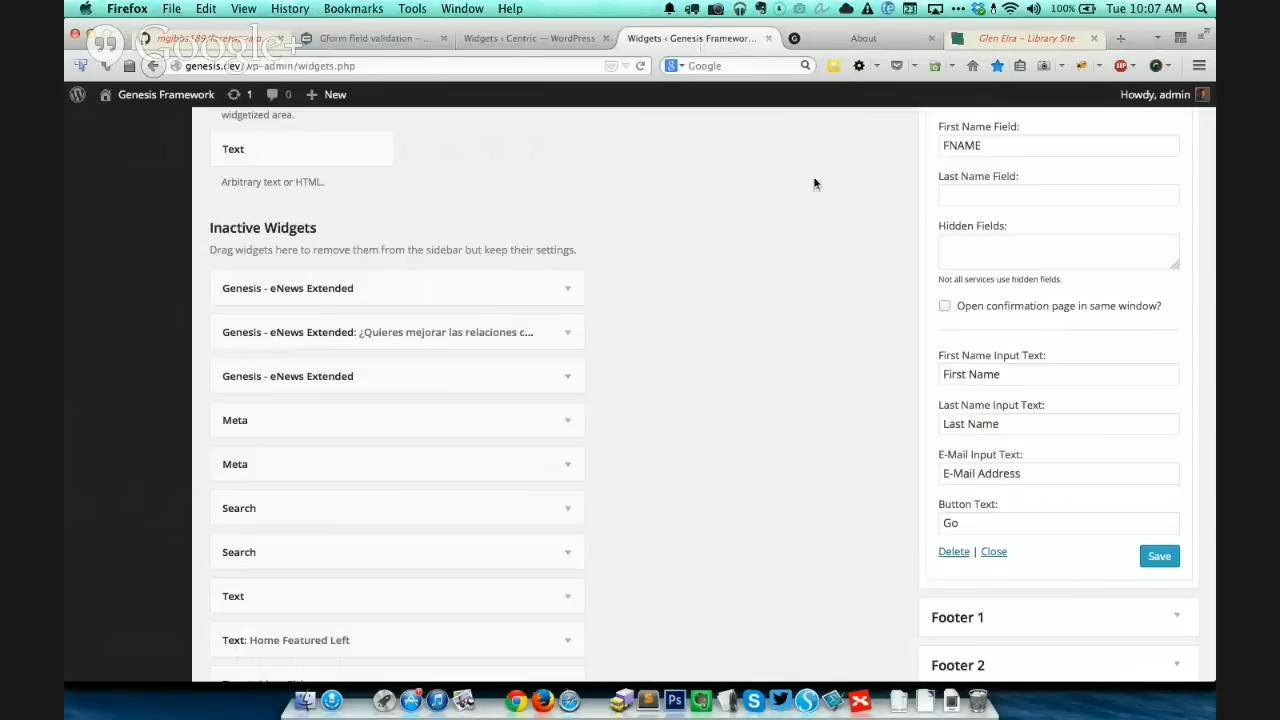 Firefox File Edit View History Bookmarks Tools Window Help 23 100% Tue 10:07 AM
Google+
Gform field validation – ... Widgets ‹ Centric — WordPress Widgets ‹ Genesis Framewor... About Glen Eira – Library Site
genesis.dev/wp-admin/widgets.php Google
Genesis Framework 1 0 New Howdy, admin
widgetized area.
Text
Arbitrary text or HTML.
Inactive Widgets
Drag widgets here to remove them from the sidebar but keep their settings.
Genesis - eNews Extended
Genesis - eNews Extended: ¿Quieres mejorar las relaciones c...
Genesis - eNews Extended
Meta
Meta
Search
Search
Text
Text: Home Featured Left
First Name Field:
FNAME
Last Name Field:
Hidden Fields:
Not all services use hidden fields.
Open confirmation page in same window?
First Name Input Text:
First Name
Last Name Input Text:
Last Name
E-Mail Input Text:
E-Mail Address
Button Text:
Go
Delete | Close Save
Footer 1
Footer 2